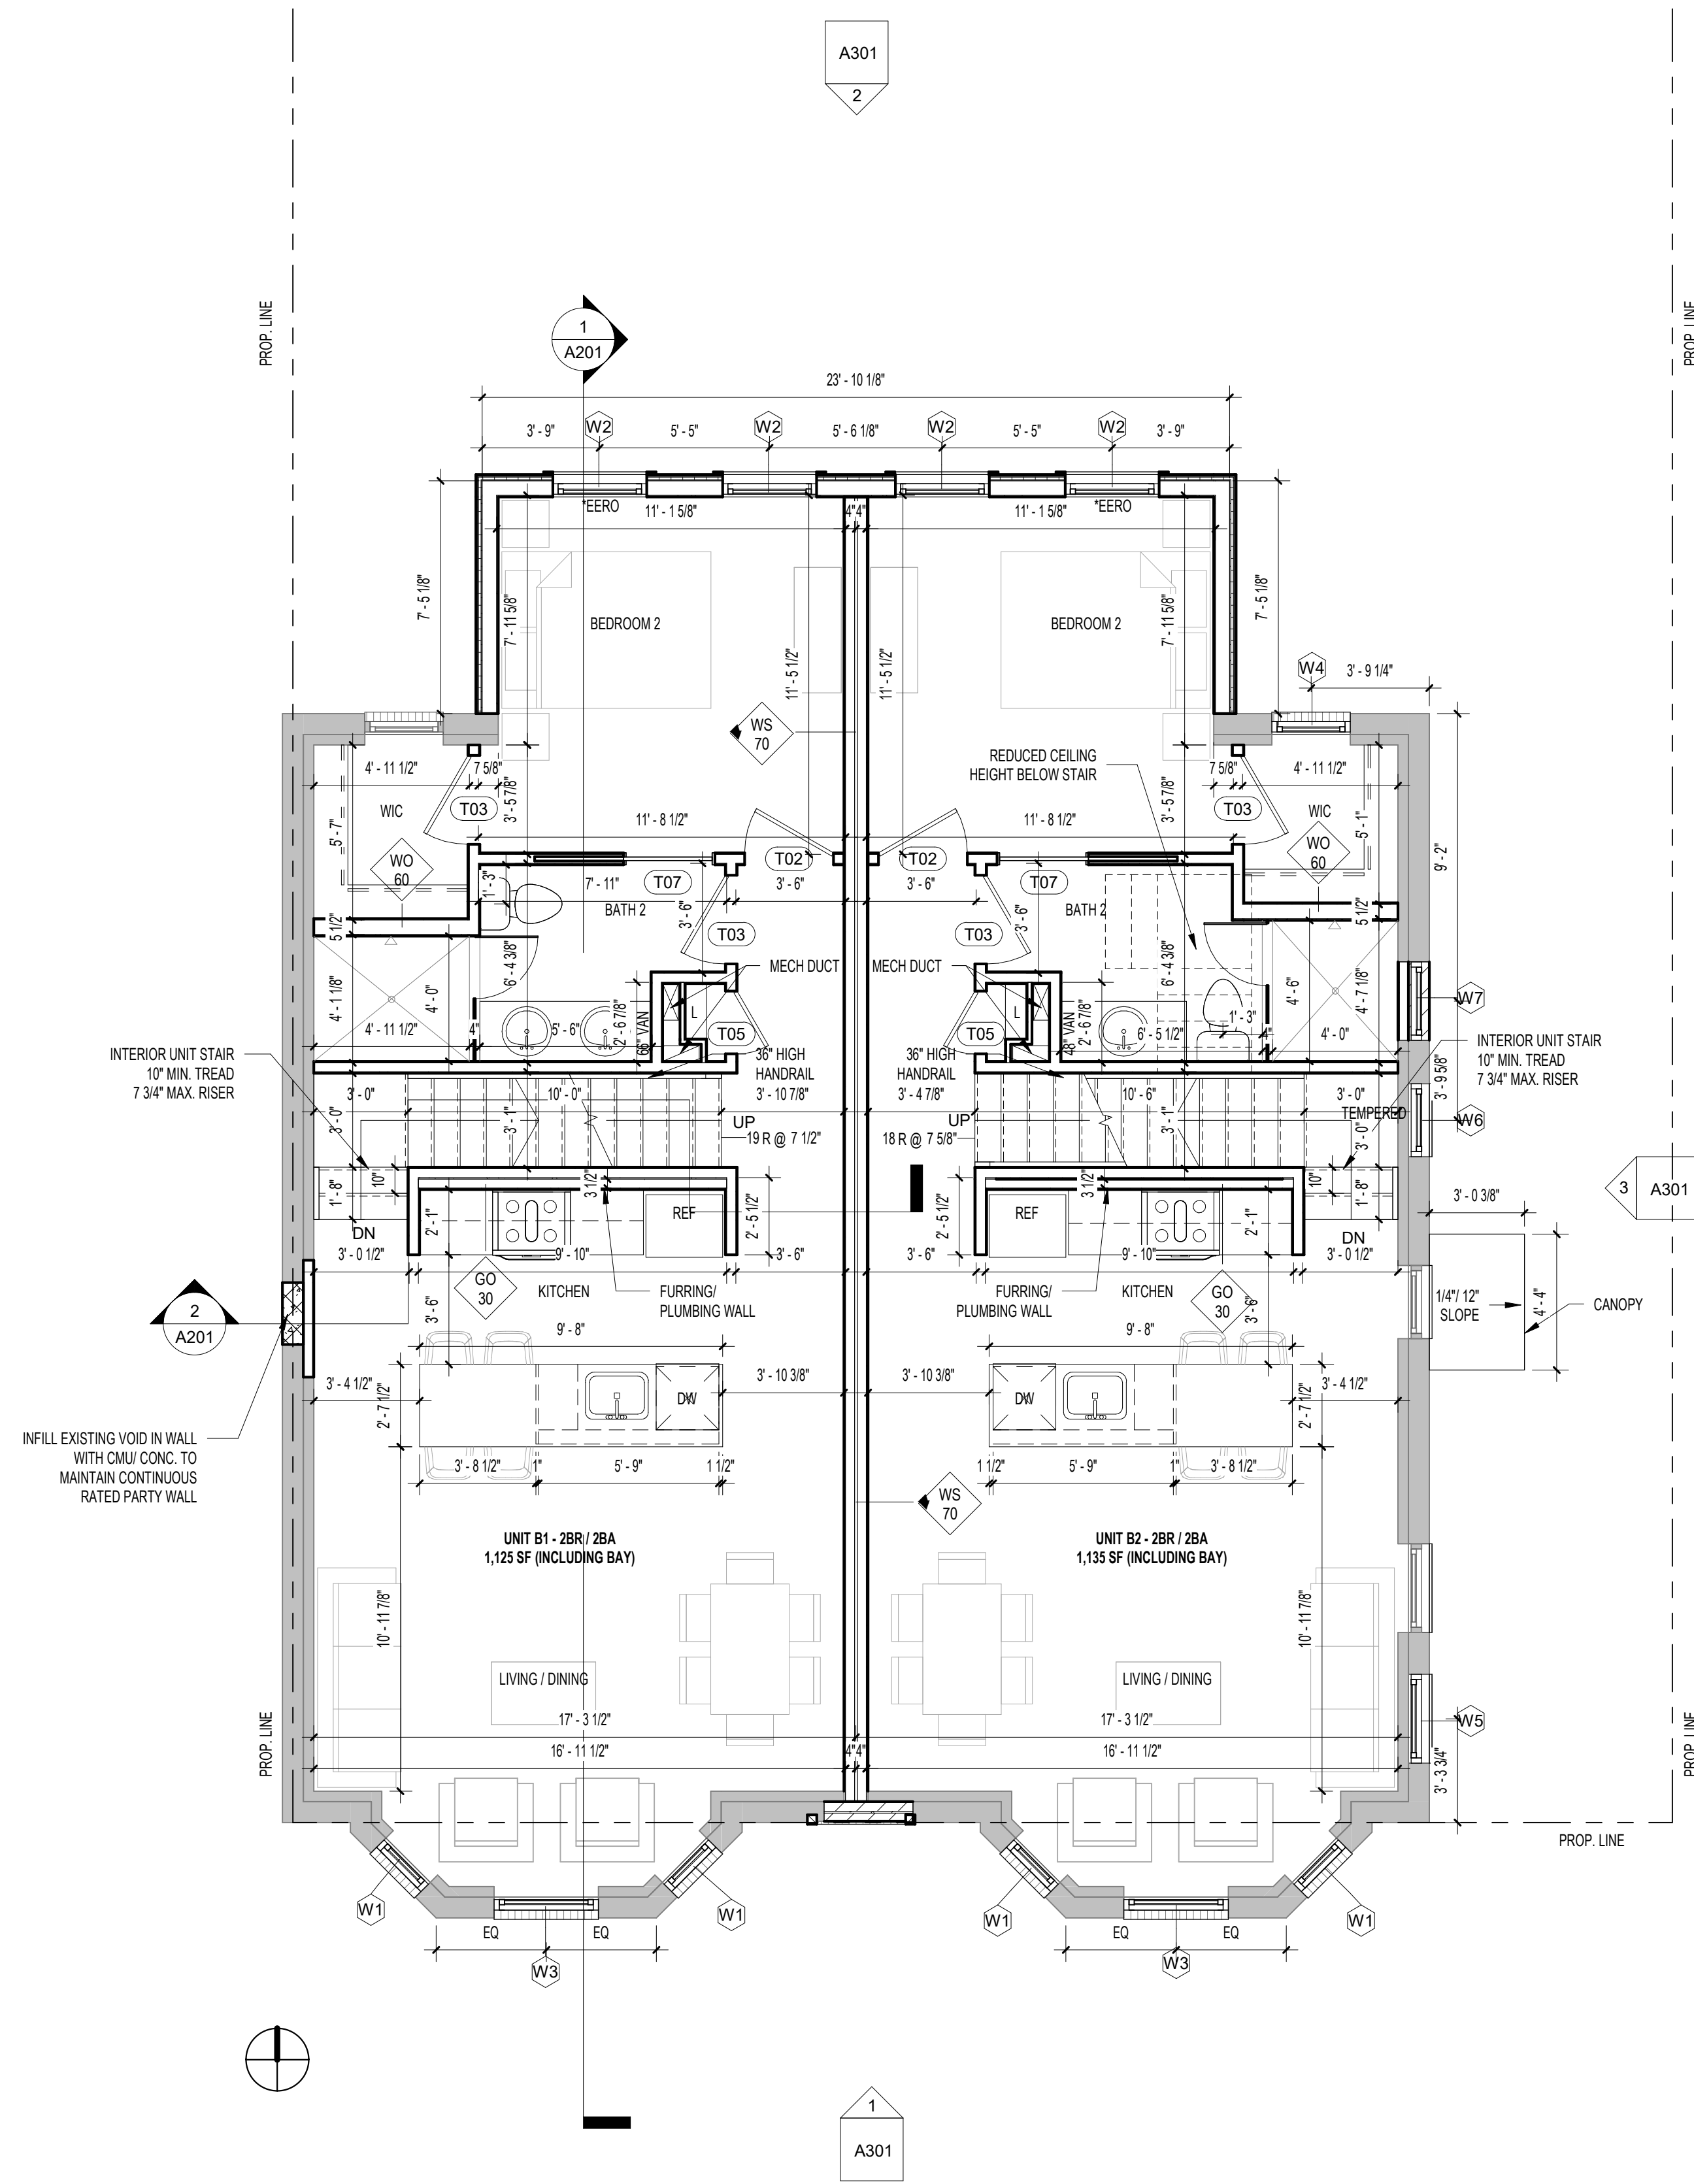 A301
2
PROP. LINE
PROP. LINE
1
A201
23' - 10 1/8"
3' - 9"
W2
5' - 5"
W2
5' - 6 1/8"
W2
5' - 5"
W2
3' - 9"
*EERO
*EERO
11' - 1 5/8"
4"
4"
11' - 1 5/8"
7' - 5 1/8"
7' - 11 5/8"
BEDROOM 2
BEDROOM 2
7' - 11 5/8"
7' - 5 1/8"
11' - 5 1/2"
11' - 5 1/2"
W4
3' - 9 1/4"
WS
70
REDUCED CEILING
HEIGHT BELOW STAIR
4' - 11 1/2"
7 5/8"
3' - 5 7/8"
3' - 5 7/8"
7 5/8"
4' - 11 1/2"
WIC
T03
T03
WIC
5' - 7"
11' - 8 1/2"
11' - 8 1/2"
5' - 1"
WO
60
WO
60
9' - 2"
T02
T02
1' - 3"
7' - 11"
T07
3' - 6"
3' - 6"
T07
BATH 2
3' - 6"
3' - 6"
BATH 2
5 1/2"
5 1/2"
T03
T03
MECH DUCT
MECH DUCT
4' - 1 1/8"
4' - 0"
6' - 4 3/8"
6' - 4 3/8"
4' - 6"
4' - 7 1/8"
W7
4' - 11 1/2"
4"
5' - 6"
2' - 6 7/8"
66" VAN
L
T05
T05
L
48" VAN
2' - 6 7/8"
6' - 5 1/2"
1' - 3"
4"
4' - 0"
INTERIOR UNIT STAIR
10" MIN. TREAD
7 3/4" MAX. RISER
36" HIGH
HANDRAIL
36" HIGH
HANDRAIL
INTERIOR UNIT STAIR
10" MIN. TREAD
7 3/4" MAX. RISER
3' - 9 5/8"
3' - 0"
10' - 0"
3' - 10 7/8"
3' - 4 7/8"
10' - 6"
3' - 0"
TEMPERED
3' - 0"
3' - 1"
UP
19 R @ 7 1/2"
UP
18 R @ 7 5/8"
3' - 1"
3' - 0"
W6
1' - 8"
10"
3 1/2"
3 1/2"
10"
1' - 8"
3
A301
3' - 0 3/8"
2' - 1"
REF
2' - 5 1/2"
2' - 5 1/2"
REF
2' - 1"
DN
DN
3' - 0 1/2"
9' - 10"
3' - 6"
3' - 6"
9' - 10"
3' - 0 1/2"
GO
30
KITCHEN
FURRING/
PLUMBING WALL
FURRING/
PLUMBING WALL
KITCHEN
GO
30
1/4"/ 12"
SLOPE
4' - 4"
CANOPY
2
A201
3' - 6"
9' - 8"
9' - 8"
3' - 6"
3' - 4 1/2"
2' - 7 1/2"
DW
3' - 10 3/8"
3' - 10 3/8"
DW
2' - 7 1/2"
3' - 4 1/2"
INFILL EXISTING VOID IN WALL
WITH CMU/ CONC. TO
MAINTAIN CONTINUOUS
RATED PARTY WALL
3' - 8 1/2"
1"
5' - 9"
1 1/2"
1 1/2"
5' - 9"
1"
3' - 8 1/2"
WS
70
UNIT B1 - 2BR / 2BA
1,125 SF (INCLUDING BAY)
UNIT B2 - 2BR / 2BA
1,135 SF (INCLUDING BAY)
10' - 11 7/8"
10' - 11 7/8"
LIVING / DINING
LIVING / DINING
PROP. LINE
17' - 3 1/2"
17' - 3 1/2"
W5
PROP. LINE
16' - 11 1/2"
4"
4"
16' - 11 1/2"
3' - 3 3/4"
PROP. LINE
W1
W1
W1
W1
EQ
EQ
EQ
EQ
W3
W3
1
A301